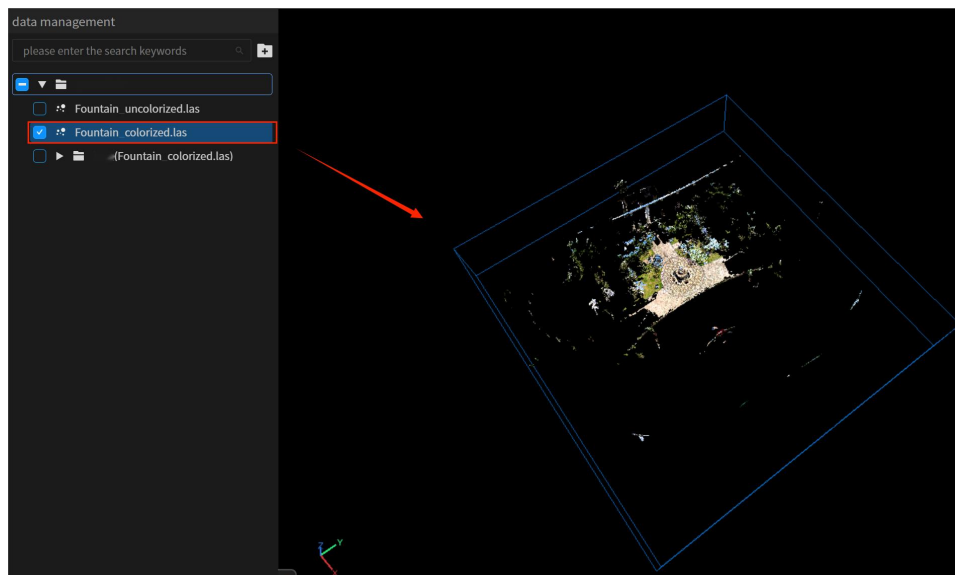 data management
please enter the search keywords
Fountain_uncolorized.las
Fountain_colorized.las
(Fountain_colorized.las)
Z
Y
X